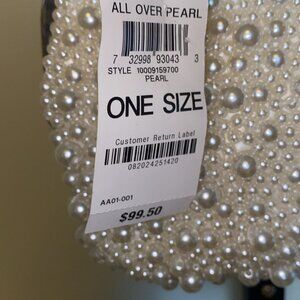 ALL OVER PEARL
7 32998 93043 3
STYLE 10009159700
PEARL
ONE SIZE
Customer Return Label
082024251420
AA01-001
$99.50